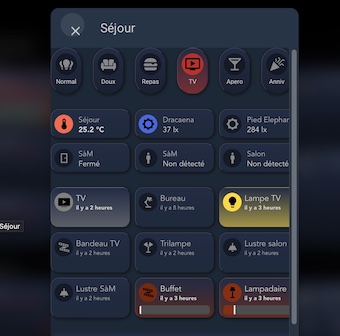 Séjour
Normal
Doux
Repas
TV
Apero
Anniv
Séjour
25.2 °C
Dracaena
37 lx
Pied Elephan
284 lx
SàM
Fermé
SàM
Non détecté
Salon
Non détecté
TV
il y a 2 heures
Bureau
il y a 8 heures
Lampe TV
il y a 3 heures
Séjour
Bandeau TV
il y a 2 heures
Trilampe
il y a 2 heures
Lustre salon
il y a 2 heures
Lustre SàM
il y a 2 heures
Buffet
il y a 3 heures
Lampadaire
il y a 3 heures